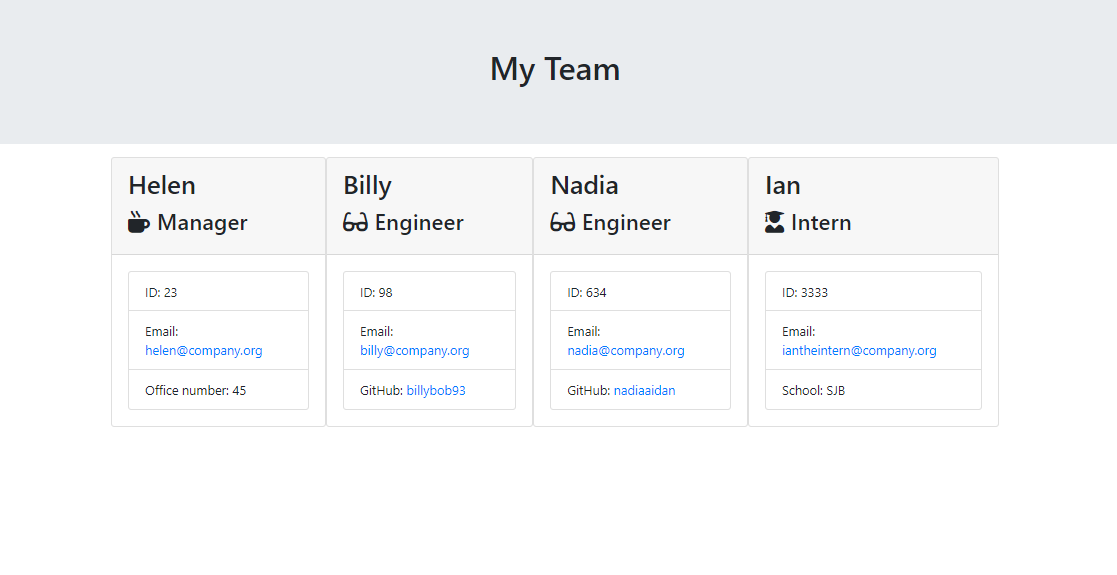 My Team
Helen
Manager
ID: 23
Email:
helen@company.org
Office number: 45
Billy
Engineer
ID: 98
Email:
billy@company.org
GitHub: billybob93
Nadia
Engineer
ID: 634
Email:
nadia@company.org
GitHub: nadiaaidan
Ian
Intern
ID: 3333
Email:
iantheintern@company.org
School: SJB